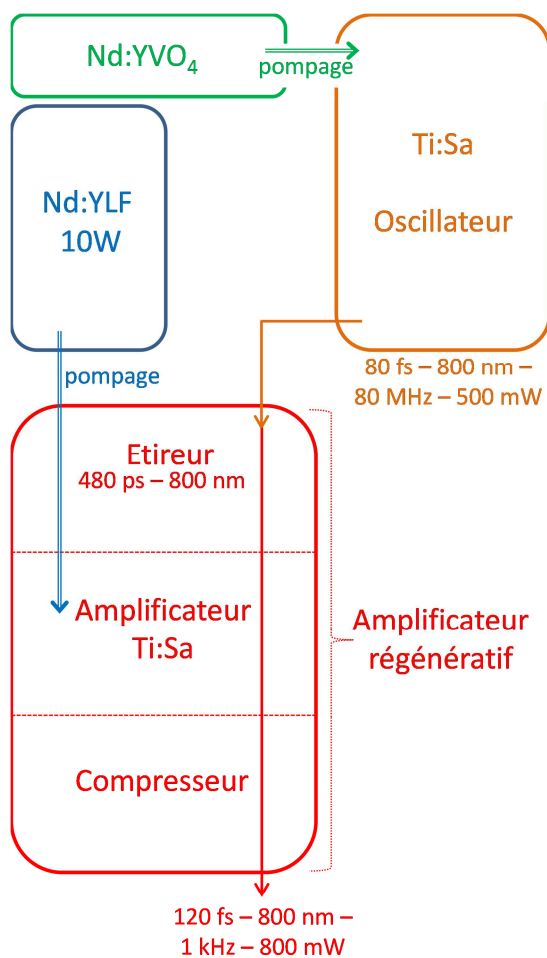 Nd:YVO₄
pompage
Ti:Sa
Oscillateur
Nd:YLF
10W
pompage
80 fs – 800 nm –
80 MHz – 500 mW
Etireur
480 ps – 800 nm
Amplificateur
Ti:Sa
Amplificateur
régénératif
Compresseur
120 fs – 800 nm –
1 kHz – 800 mW